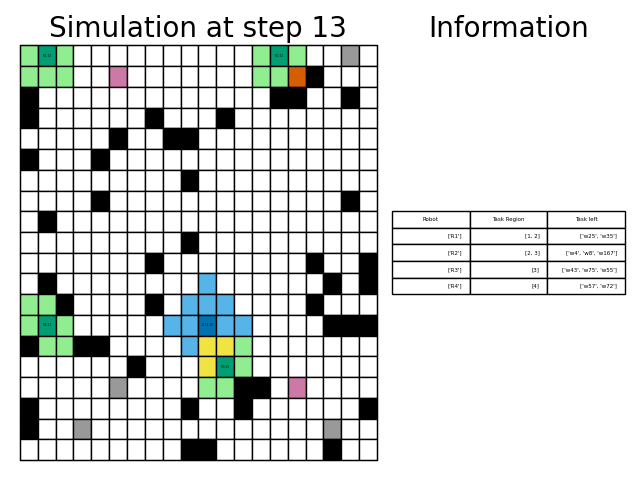 Simulation at step 13
Information
Robot Task Region Task left
['R1'] [1, 2] ['w25', 'w35']
['R2'] [2, 3] ['w4', 'w8', 'w167']
['R3'] [3] ['w43', 'w75', 'w55']
['R4'] [4] ['w57', 'w72']